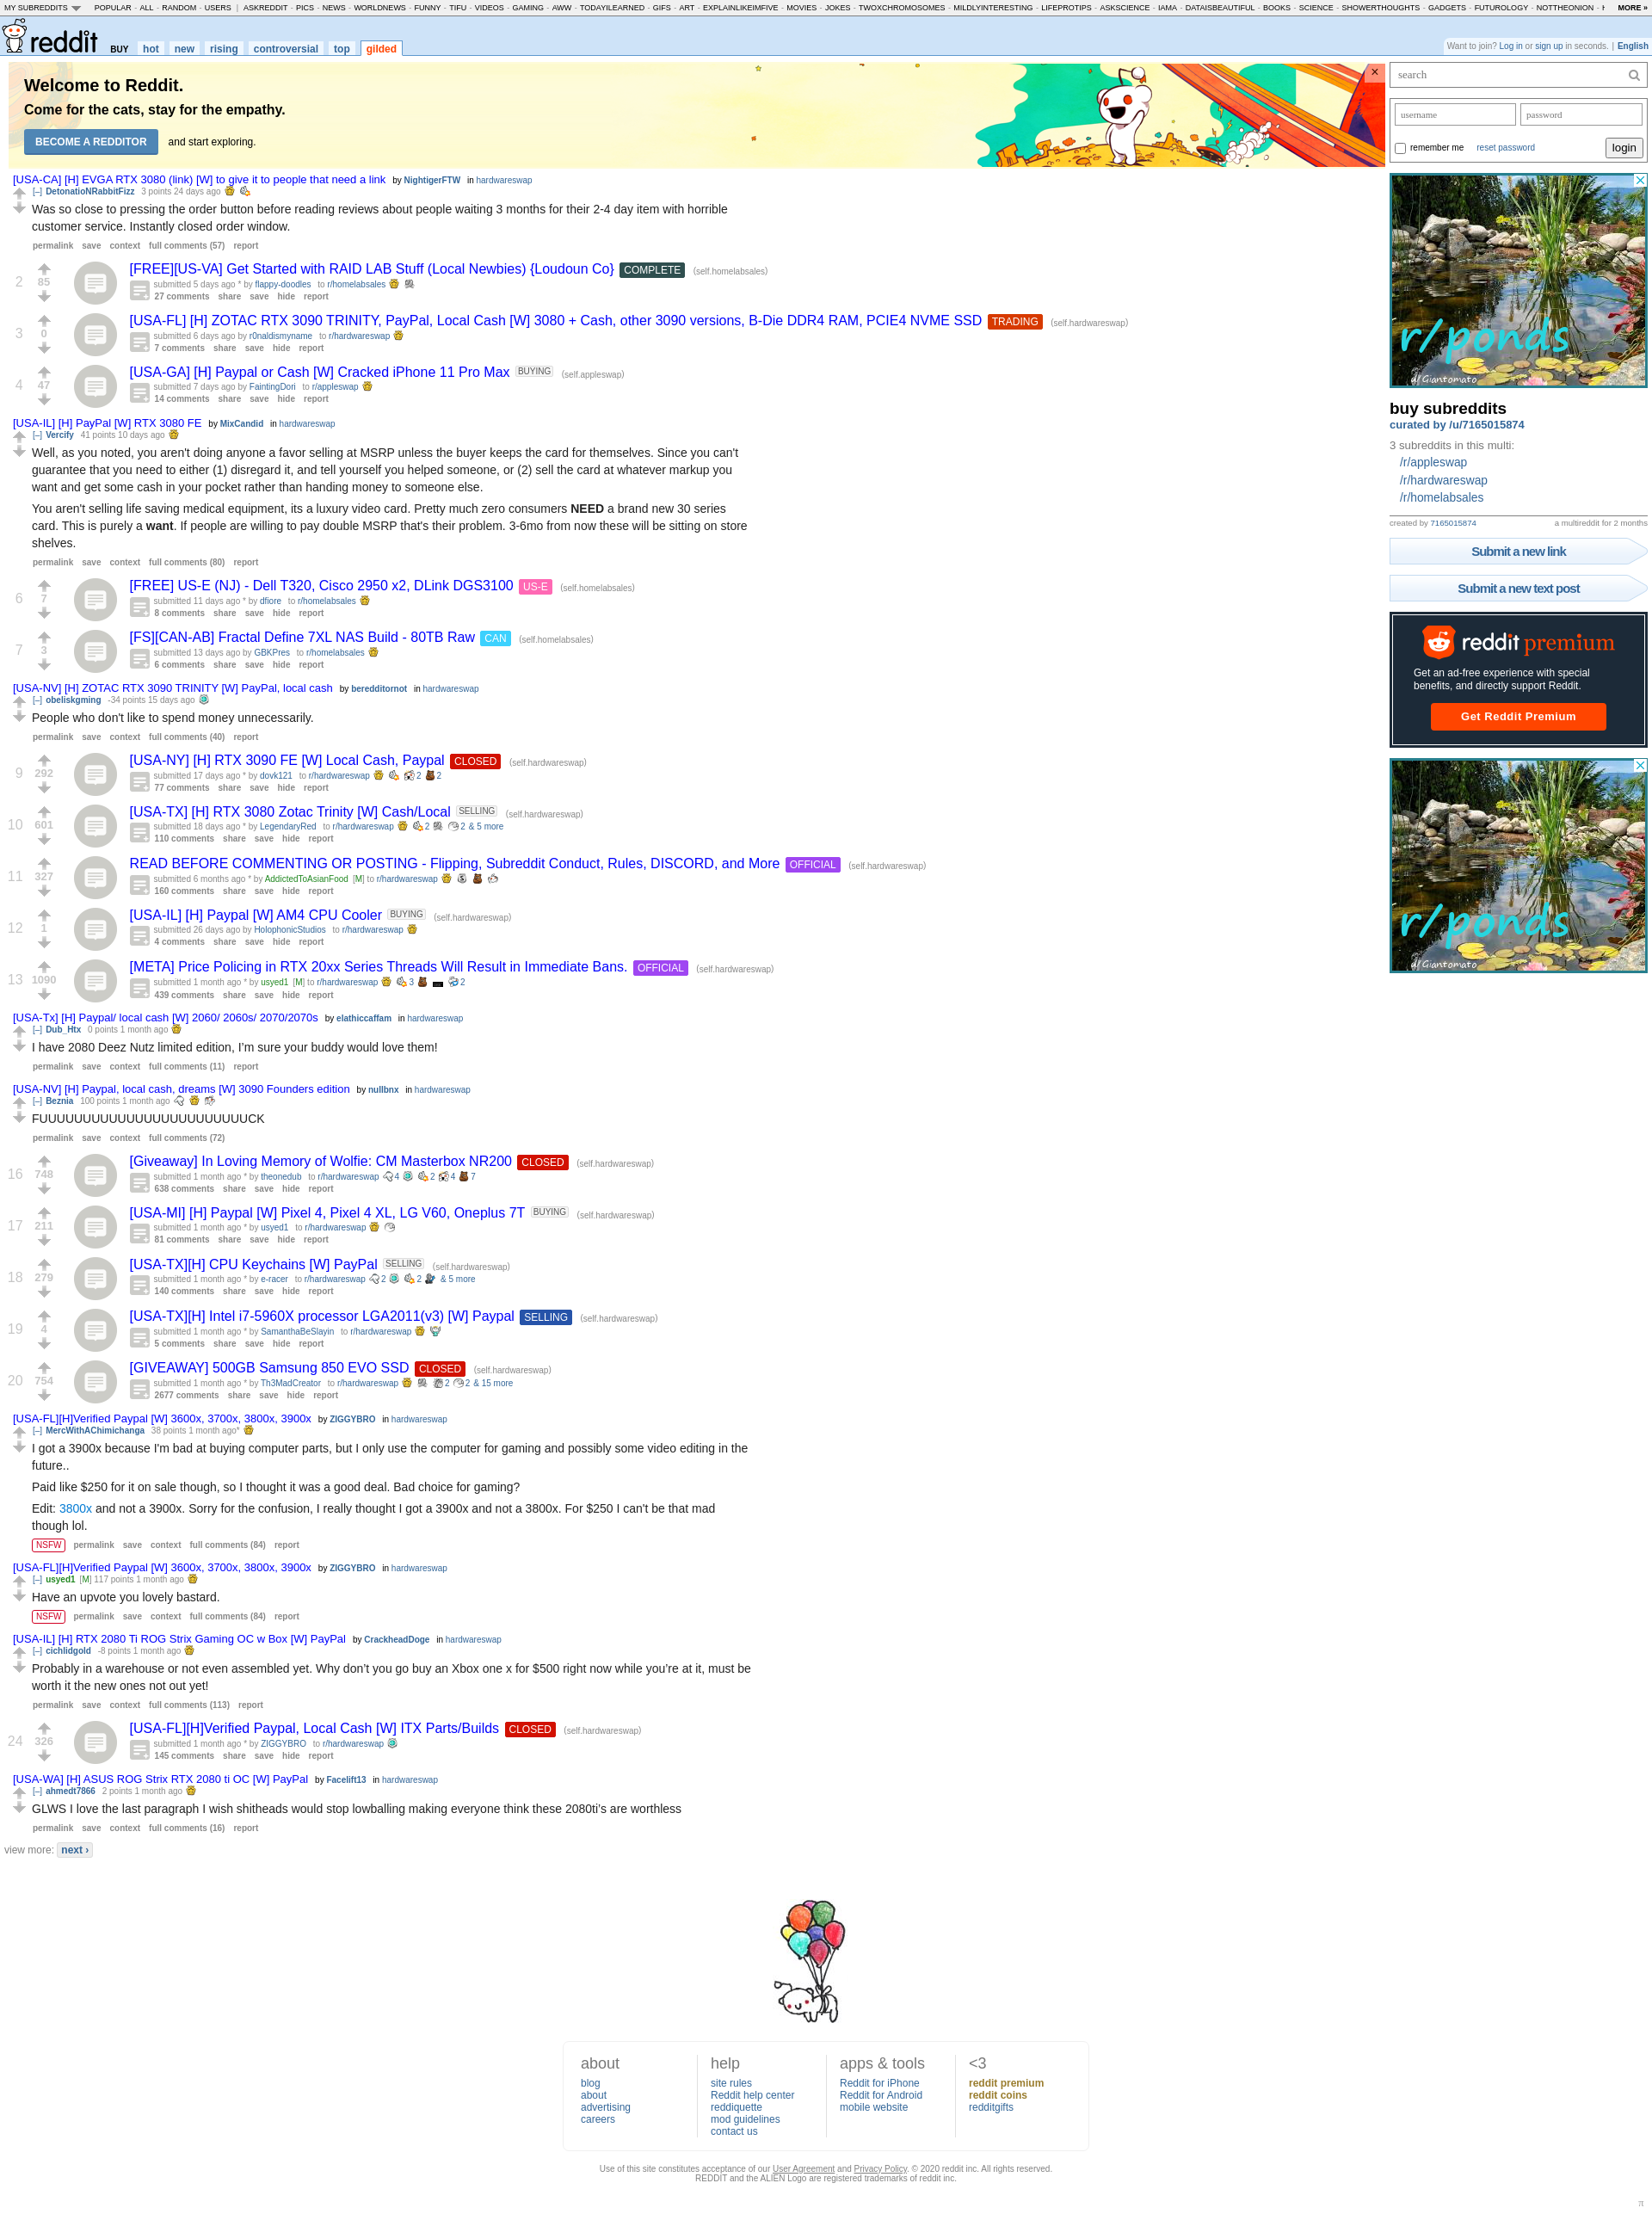 MY SUBREDDITS POPULAR - ALL - RANDOM - USERS | ASKREDDIT - PICS - NEWS - WORLDNEWS - FUNNY - TIFU - VIDEOS - GAMING - AWW - TODAYILEARNED - GIFS - ART - EXPLAINLIKEIMFIVE - MOVIES - JOKES - TWOXCHROMOSOMES - MILDLYINTERESTING - LIFEPROTIPS - ASKSCIENCE - IAMA - DATAISBEAUTIFUL - BOOKS - SCIENCE - SHOWERTHOUGHTS - GADGETS - FUTUROLOGY - NOTTHEONION - MORE »
reddit BUY hot new rising controversial top gilded
Want to join? Log in or sign up in seconds. | English
Welcome to Reddit.
Come for the cats, stay for the empathy.
BECOME A REDDITOR and start exploring.
×
search
username password
remember me reset password login
[USA-CA] [H] EVGA RTX 3080 (link) [W] to give it to people that need a link by NightigerFTW in hardwareswap
[–] DetonatioNRabbitFizz 3 points 24 days ago
Was so close to pressing the order button before reading reviews about people waiting 3 months for their 2-4 day item with horrible
customer service. Instantly closed order window.
permalink save context full comments (57) report
2 85 [FREE][US-VA] Get Started with RAID LAB Stuff (Local Newbies) {Loudoun Co} COMPLETE (self.homelabsales)
submitted 5 days ago * by flappy-doodles to r/homelabsales
27 comments share save hide report
3 0 [USA-FL] [H] ZOTAC RTX 3090 TRINITY, PayPal, Local Cash [W] 3080 + Cash, other 3090 versions, B-Die DDR4 RAM, PCIE4 NVME SSD TRADING (self.hardwareswap)
submitted 6 days ago by r0naldismyname to r/hardwareswap
7 comments share save hide report
4 47 [USA-GA] [H] Paypal or Cash [W] Cracked iPhone 11 Pro Max BUYING (self.appleswap)
submitted 7 days ago by FaintingDori to r/appleswap
14 comments share save hide report
[USA-IL] [H] PayPal [W] RTX 3080 FE by MixCandid in hardwareswap
[–] Vercify 41 points 10 days ago
Well, as you noted, you aren't doing anyone a favor selling at MSRP unless the buyer keeps the card for themselves. Since you can't
guarantee that you need to either (1) disregard it, and tell yourself you helped someone, or (2) sell the card at whatever markup you
want and get some cash in your pocket rather than handing money to someone else.
You aren't selling life saving medical equipment, its a luxury video card. Pretty much zero consumers NEED a brand new 30 series
card. This is purely a want. If people are willing to pay double MSRP that's their problem. 3-6mo from now these will be sitting on store
shelves.
permalink save context full comments (80) report
6 7 [FREE] US-E (NJ) - Dell T320, Cisco 2950 x2, DLink DGS3100 US-E (self.homelabsales)
submitted 11 days ago * by dfiore to r/homelabsales
8 comments share save hide report
7 3 [FS][CAN-AB] Fractal Define 7XL NAS Build - 80TB Raw CAN (self.homelabsales)
submitted 13 days ago by GBKPres to r/homelabsales
6 comments share save hide report
[USA-NV] [H] ZOTAC RTX 3090 TRINITY [W] PayPal, local cash by beredditornot in hardwareswap
[–] obeliskgming -34 points 15 days ago
People who don't like to spend money unnecessarily.
permalink save context full comments (40) report
9 292 [USA-NY] [H] RTX 3090 FE [W] Local Cash, Paypal CLOSED (self.hardwareswap)
submitted 17 days ago * by dovk121 to r/hardwareswap 2 2
77 comments share save hide report
10 601 [USA-TX] [H] RTX 3080 Zotac Trinity [W] Cash/Local SELLING (self.hardwareswap)
submitted 18 days ago * by LegendaryRed to r/hardwareswap 2 2 & 5 more
110 comments share save hide report
11 327 READ BEFORE COMMENTING OR POSTING - Flipping, Subreddit Conduct, Rules, DISCORD, and More OFFICIAL (self.hardwareswap)
submitted 6 months ago * by AddictedToAsianFood [M] to r/hardwareswap
160 comments share save hide report
12 1 [USA-IL] [H] Paypal [W] AM4 CPU Cooler BUYING (self.hardwareswap)
submitted 26 days ago by HolophonicStudios to r/hardwareswap
4 comments share save hide report
13 1090 [META] Price Policing in RTX 20xx Series Threads Will Result in Immediate Bans. OFFICIAL (self.hardwareswap)
submitted 1 month ago * by usyed1 [M] to r/hardwareswap 3 2
439 comments share save hide report
[USA-Tx] [H] Paypal/ local cash [W] 2060/ 2060s/ 2070/2070s by elathiccaffam in hardwareswap
[–] Dub_Htx 0 points 1 month ago
I have 2080 Deez Nutz limited edition, I'm sure your buddy would love them!
permalink save context full comments (11) report
[USA-NV] [H] Paypal, local cash, dreams [W] 3090 Founders edition by nullbnx in hardwareswap
[–] Beznia 100 points 1 month ago
FUUUUUUUUUUUUUUUUUUUUUUUUCK
permalink save context full comments (72)
16 748 [Giveaway] In Loving Memory of Wolfie: CM Masterbox NR200 CLOSED (self.hardwareswap)
submitted 1 month ago * by theonedub to r/hardwareswap 4 2 4 7
638 comments share save hide report
17 211 [USA-MI] [H] Paypal [W] Pixel 4, Pixel 4 XL, LG V60, Oneplus 7T BUYING (self.hardwareswap)
submitted 1 month ago * by usyed1 to r/hardwareswap
81 comments share save hide report
18 279 [USA-TX][H] CPU Keychains [W] PayPal SELLING (self.hardwareswap)
submitted 1 month ago * by e-racer to r/hardwareswap 2 2 & 5 more
140 comments share save hide report
19 4 [USA-TX][H] Intel i7-5960X processor LGA2011(v3) [W] Paypal SELLING (self.hardwareswap)
submitted 1 month ago * by SamanthaBeSlayin to r/hardwareswap
5 comments share save hide report
20 754 [GIVEAWAY] 500GB Samsung 850 EVO SSD CLOSED (self.hardwareswap)
submitted 1 month ago * by Th3MadCreator to r/hardwareswap 2 2 & 15 more
2677 comments share save hide report
[USA-FL][H]Verified Paypal [W] 3600x, 3700x, 3800x, 3900x by ZIGGYBRO in hardwareswap
[–] MercWithAChimichanga 38 points 1 month ago*
I got a 3900x because I'm bad at buying computer parts, but I only use the computer for gaming and possibly some video editing in the
future..
Paid like $250 for it on sale though, so I thought it was a good deal. Bad choice for gaming?
Edit: 3800x and not a 3900x. Sorry for the confusion, I really thought I got a 3900x and not a 3800x. For $250 I can't be that mad
though lol.
NSFW permalink save context full comments (84) report
[USA-FL][H]Verified Paypal [W] 3600x, 3700x, 3800x, 3900x by ZIGGYBRO in hardwareswap
[–] usyed1 [M] 117 points 1 month ago
Have an upvote you lovely bastard.
NSFW permalink save context full comments (84) report
[USA-IL] [H] RTX 2080 Ti ROG Strix Gaming OC w Box [W] PayPal by CrackheadDoge in hardwareswap
[–] cichlidgold -8 points 1 month ago
Probably in a warehouse or not even assembled yet. Why don't you go buy an Xbox one x for $500 right now while you're at it, must be
worth it the new ones not out yet!
permalink save context full comments (113) report
24 326 [USA-FL][H]Verified Paypal, Local Cash [W] ITX Parts/Builds CLOSED (self.hardwareswap)
submitted 1 month ago * by ZIGGYBRO to r/hardwareswap
145 comments share save hide report
[USA-WA] [H] ASUS ROG Strix RTX 2080 ti OC [W] PayPal by Facelift13 in hardwareswap
[–] ahmedt7866 2 points 1 month ago
GLWS I love the last paragraph I wish shitheads would stop lowballing making everyone think these 2080ti's are worthless
permalink save context full comments (16) report
view more: next ›
r/ponds
u/Giantomato
buy subreddits
curated by /u/7165015874
3 subreddits in this multi:
/r/appleswap
/r/hardwareswap
/r/homelabsales
created by 7165015874 a multireddit for 2 months
Submit a new link
Submit a new text post
reddit premium
Get an ad-free experience with special
benefits, and directly support Reddit.
Get Reddit Premium
r/ponds
u/Giantomato
about help apps & tools <3
blog site rules Reddit for iPhone reddit premium
about Reddit help center Reddit for Android reddit coins
advertising reddiquette mobile website redditgifts
careers mod guidelines
contact us
Use of this site constitutes acceptance of our User Agreement and Privacy Policy. © 2020 reddit inc. All rights reserved.
REDDIT and the ALIEN Logo are registered trademarks of reddit inc.
π